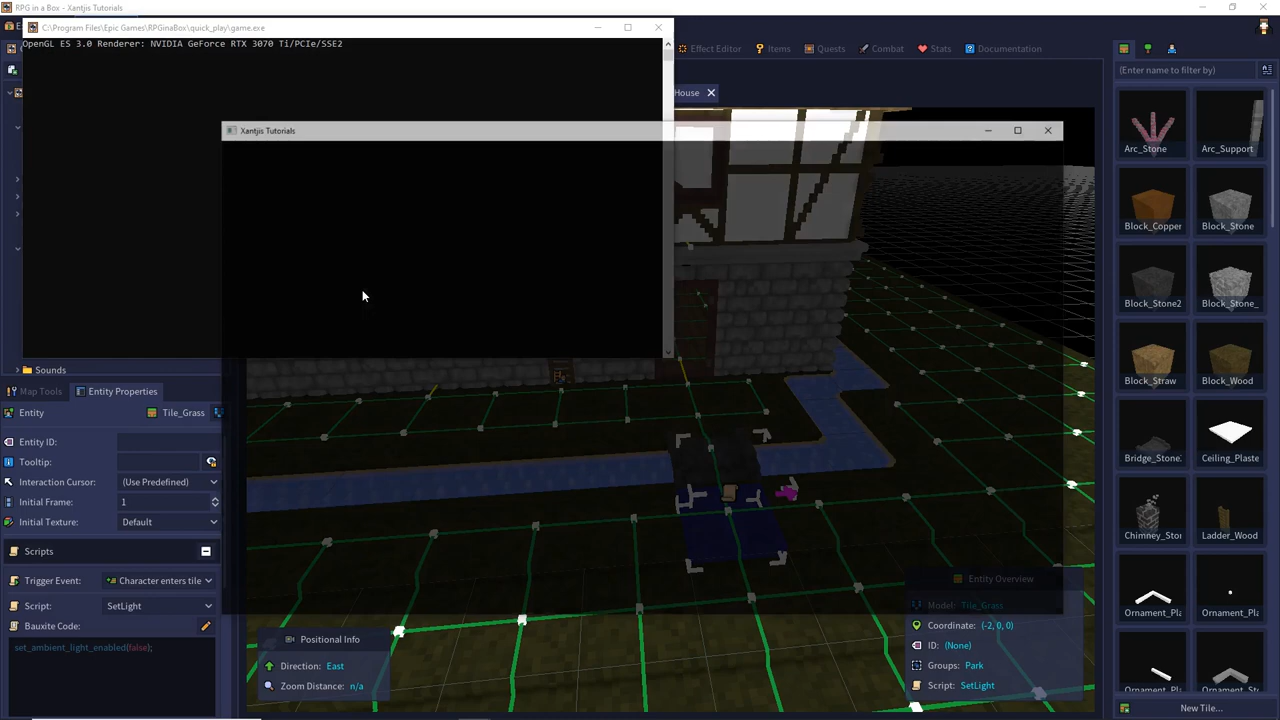 RPG in a Box - Xantjis Tutorials
C:\Program Files\Epic Games\RPGinaBox\quick_play\game.exe
OpenGL ES 3.0 Renderer: NVIDIA GeForce RTX 3070 Ti/PCIe/SSE2
Effect Editor
Items
Quests
Combat
Stats
Documentation
House
(Enter name to filter by)
Xantjis Tutorials
Arc_Stone
Arc_Support
Block_Copper
Block_Stone
Block_Stone2
Block_Stone_
Block_Straw
Block_Wood
Bridge_Stone
Ceiling_Plaste
Chimney_Stor
Ladder_Wood
Ornament_Pla
Ornament_Pla
Ornament_Pla
Ornament_St
New Tile...
Sounds
Map Tools
Entity Properties
Entity
Tile_Grass
Entity ID:
Tooltip:
Interaction Cursor:
(Use Predefined)
Initial Frame:
1
Initial Texture:
Default
Scripts
Trigger Event:
Character enters tile
Script:
SetLight
Bauxite Code:
set_ambient_light_enabled(false);
Positional Info
Direction: East
Zoom Distance: n/a
Entity Overview
Model: Tile_Grass
Coordinate: (-2, 0, 0)
ID: (None)
Groups: Park
Script: SetLight